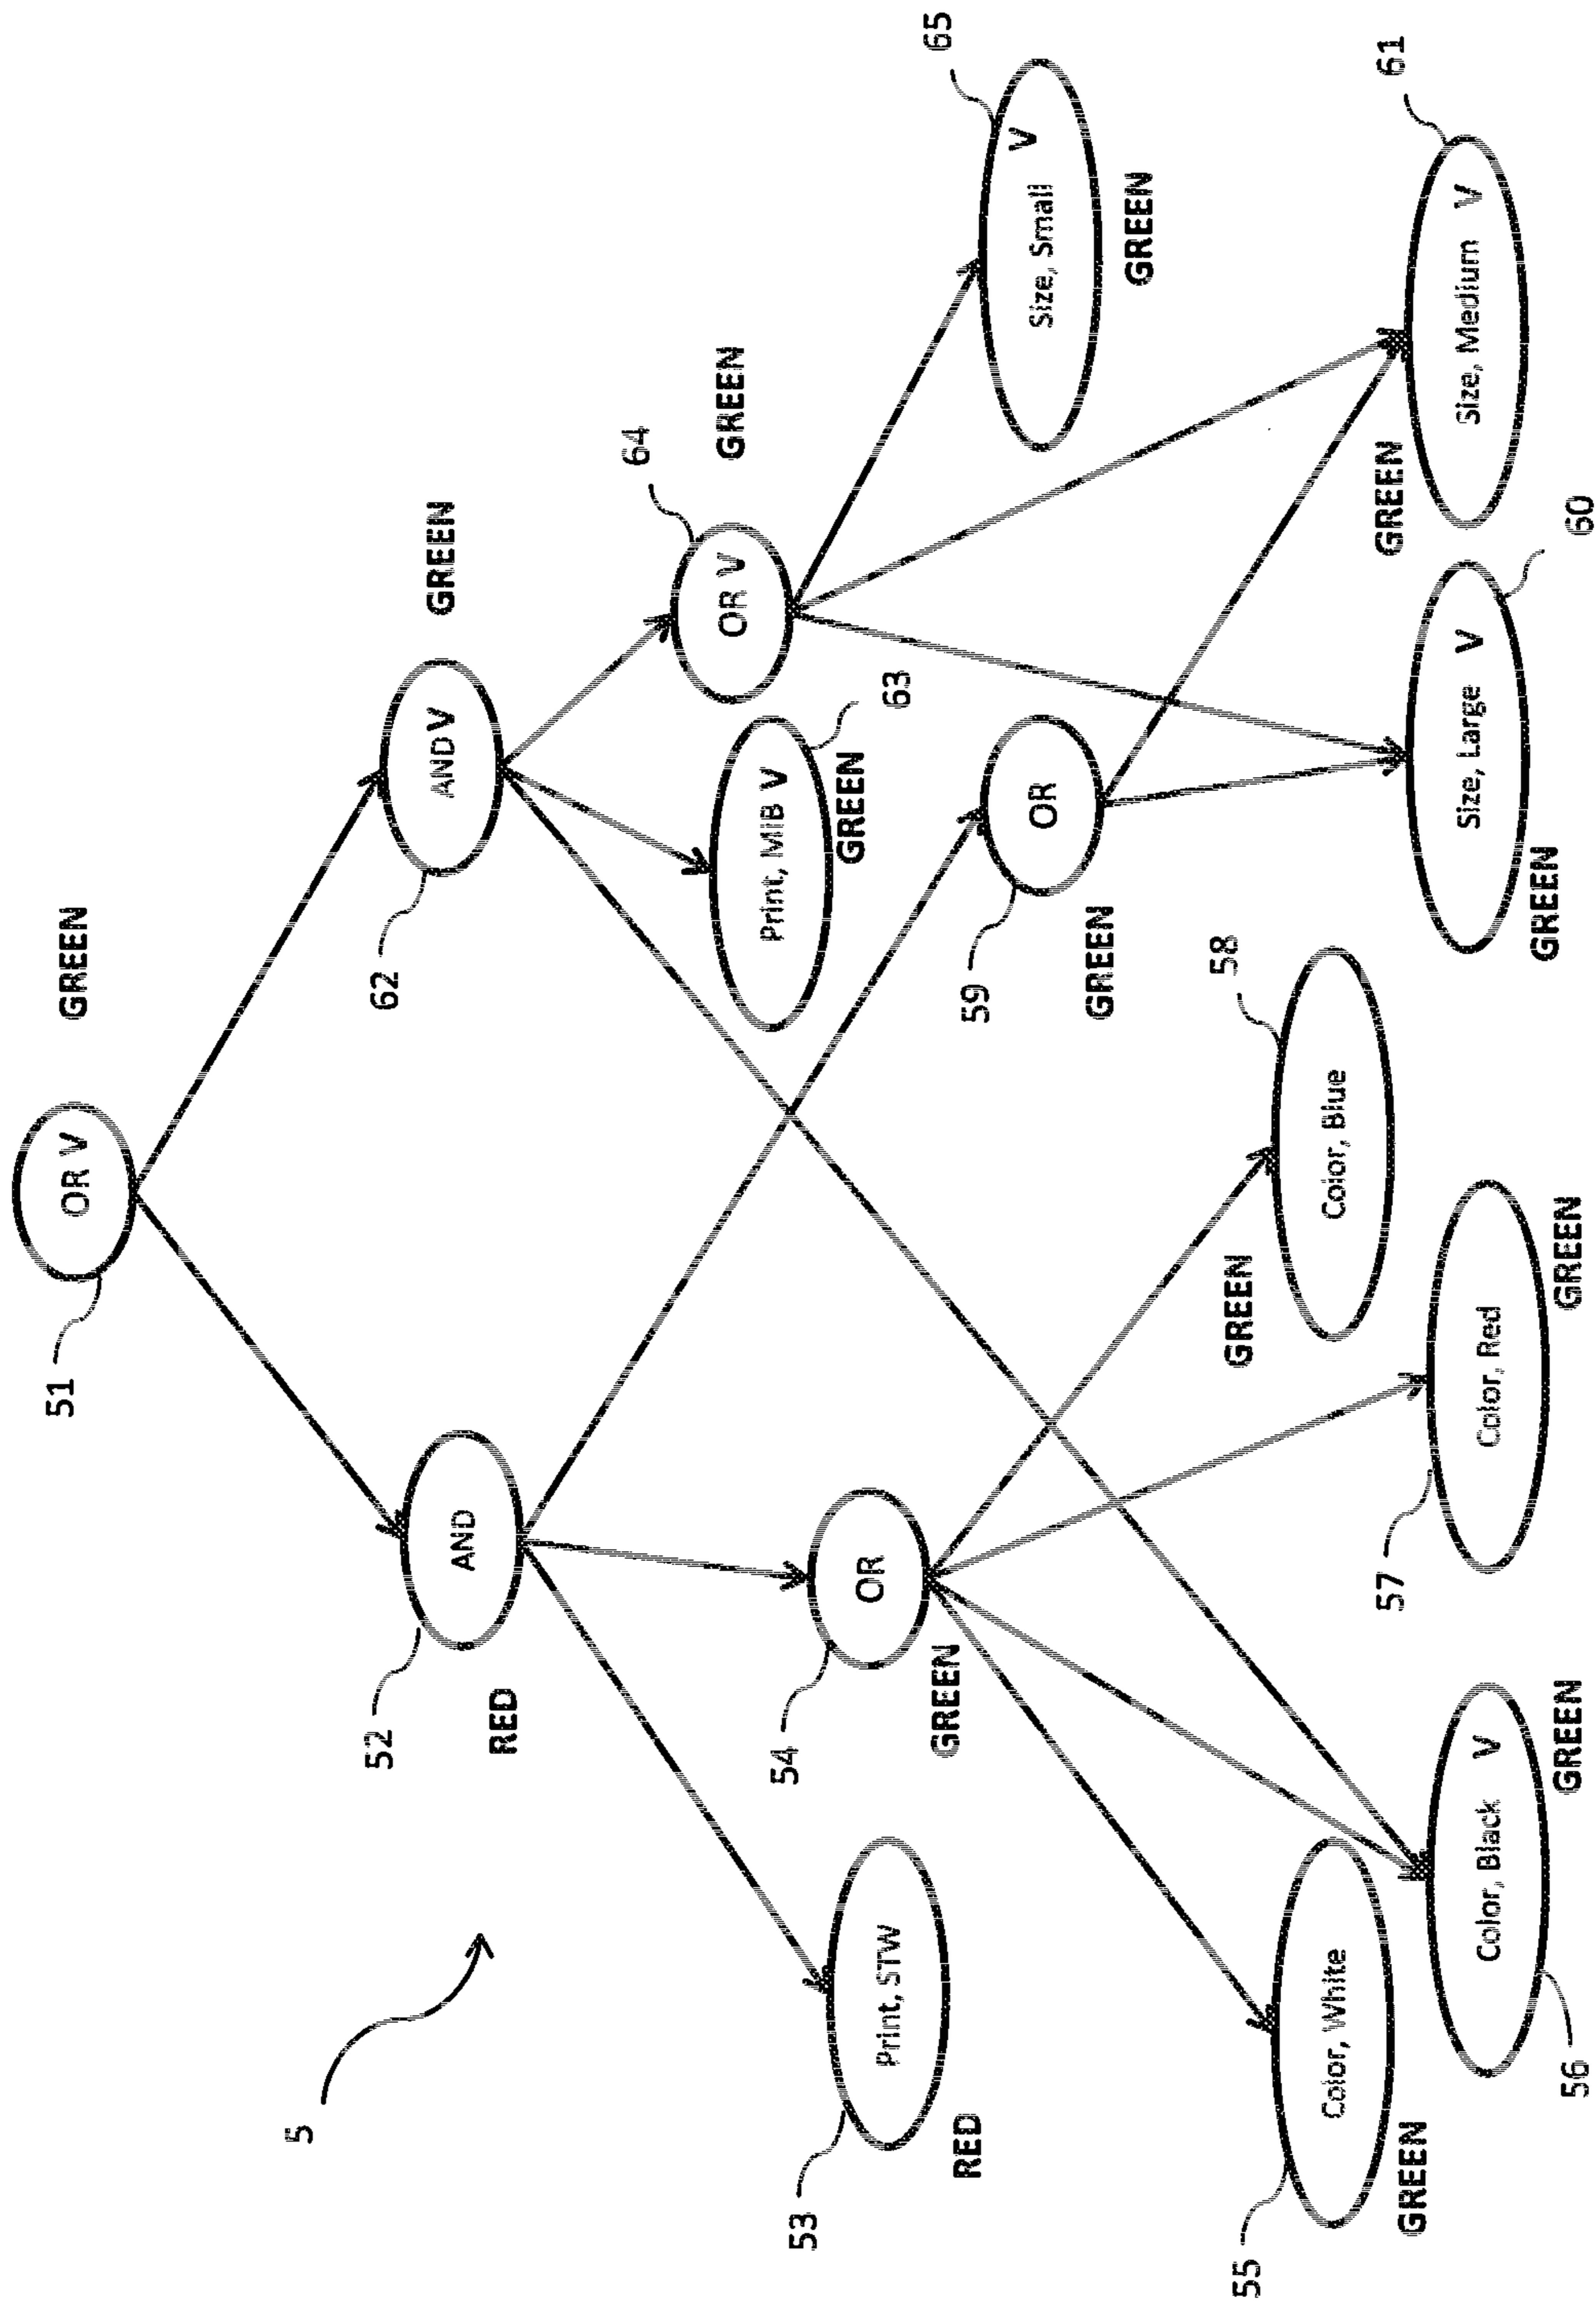 51
OR V
GREEN
5
52
AND
RED
62
AND V
GREEN
53
Print, STW
RED
54
OR
GREEN
63
Print, MIB V
GREEN
64
OR V
GREEN
59
OR
GREEN
65
Size, Small V
GREEN
55
Color, White
GREEN
58
Color, Blue
GREEN
56
Color, Black V
GREEN
57
Color, Red
GREEN
60
Size, Large V
GREEN
61
Size, Medium V
GREEN